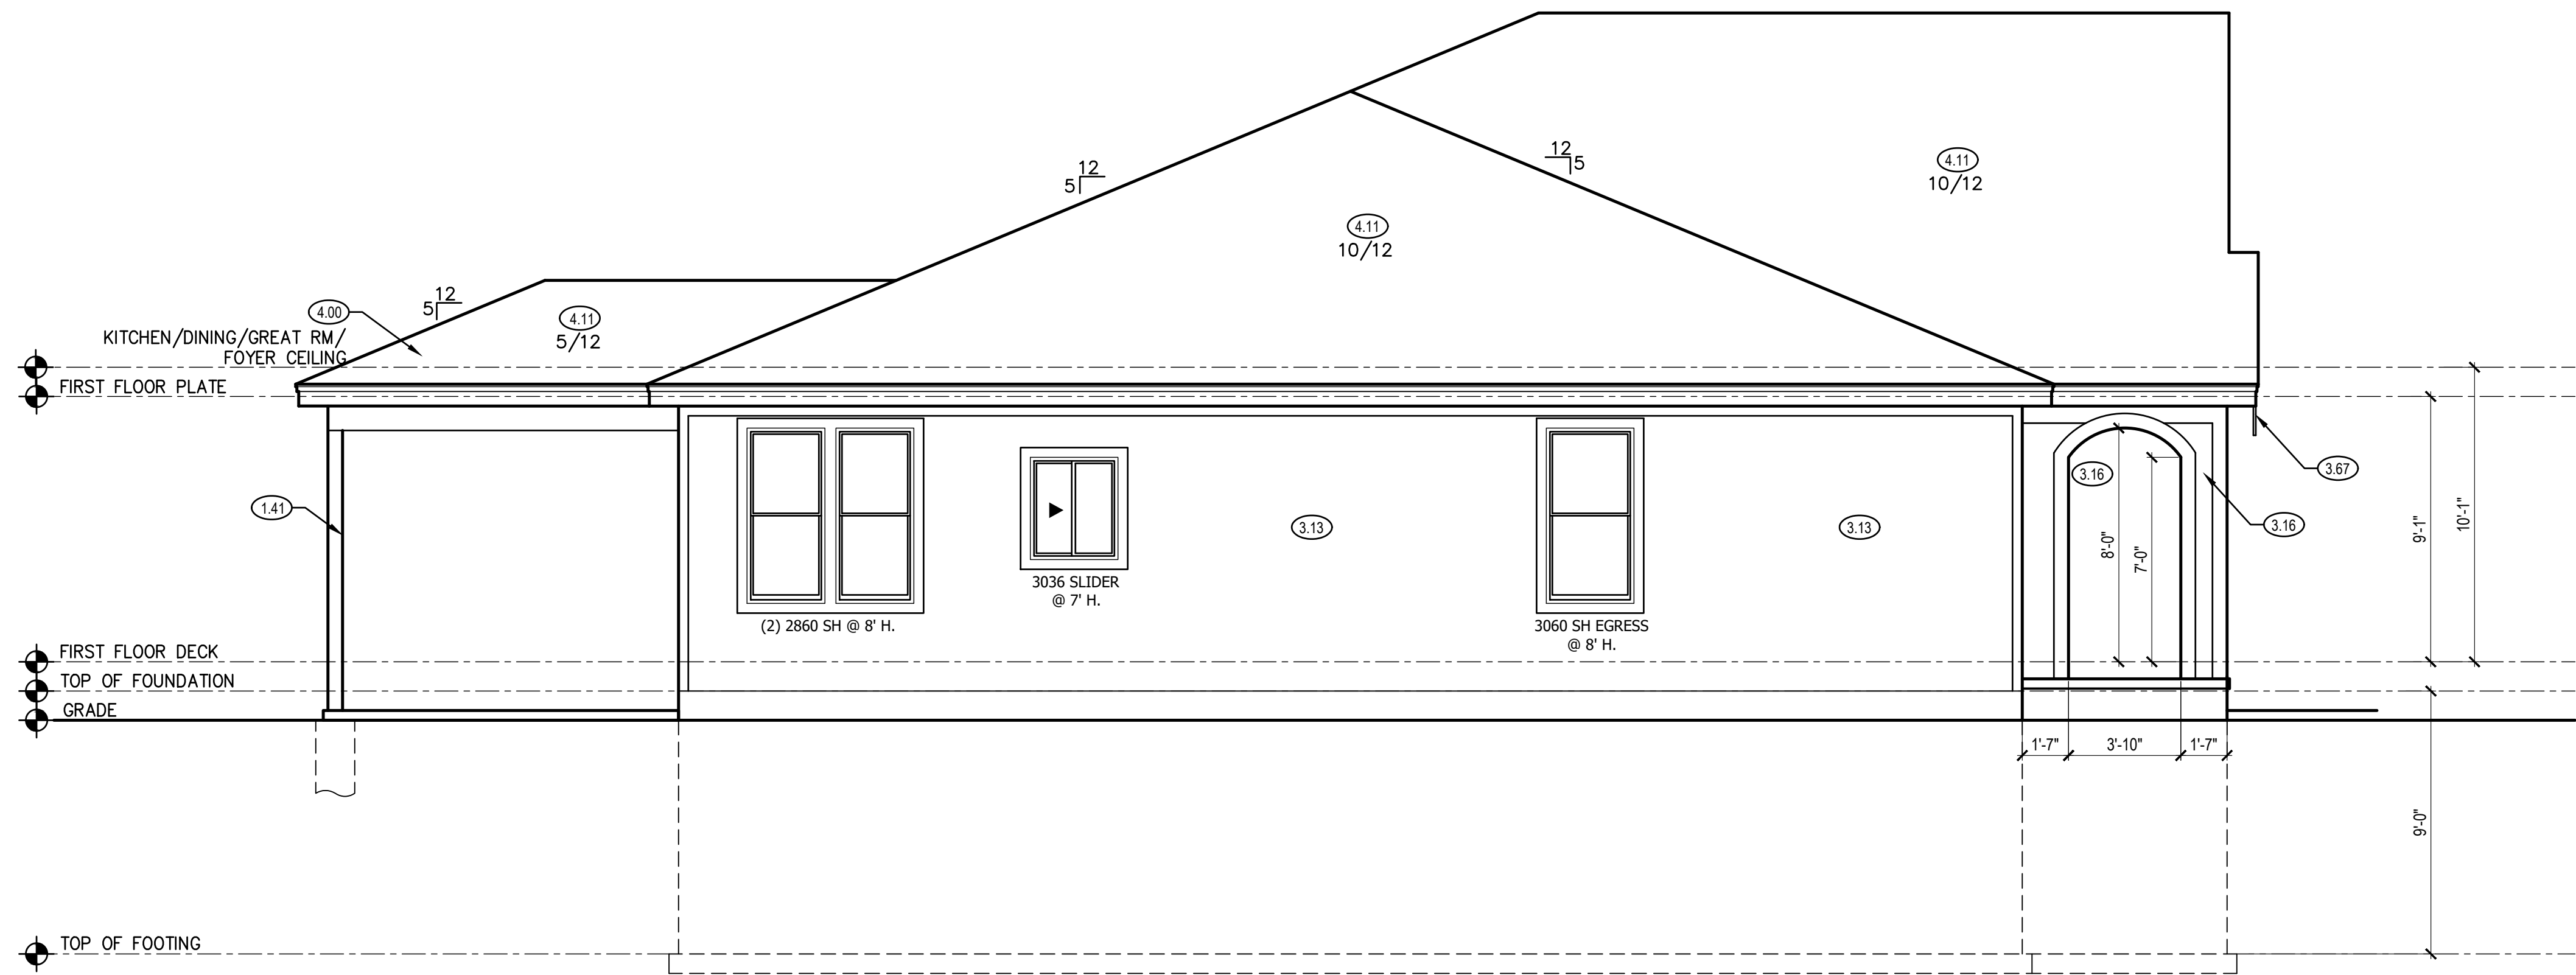 12
5
12
5
4.11
10/12
4.11
10/12
12
5
4.00
4.11
5/12
KITCHEN/DINING/GREAT RM/
FOYER CEILING
FIRST FLOOR PLATE
1.41
3036 SLIDER
@ 7' H.
(2) 2860 SH @ 8' H.
3.13
3060 SH EGRESS
@ 8' H.
3.13
3.16
8'-0"
7'-0"
3.67
3.16
9'-1"
10'-1"
FIRST FLOOR DECK
TOP OF FOUNDATION
GRADE
1'-7"
3'-10"
1'-7"
9'-0"
TOP OF FOOTING